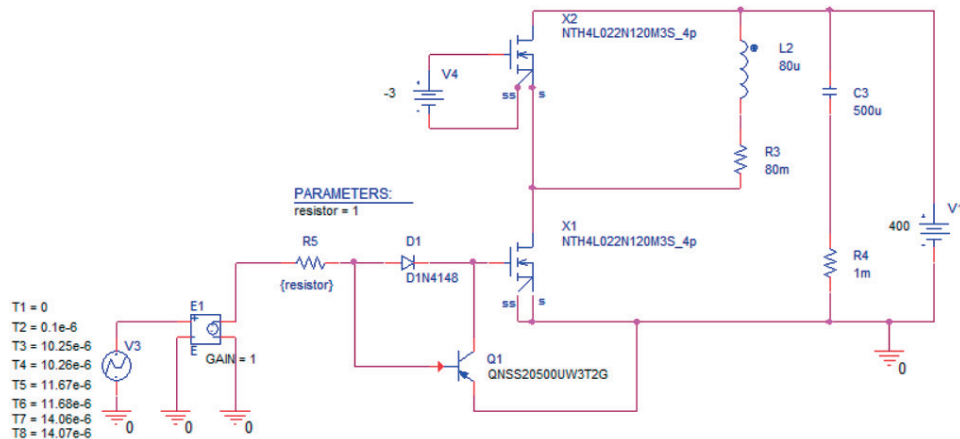 X2
NTH4L022N120M3S_4p
V4
-3
ss
s
L2
80u
C3
500u
R3
80m
PARAMETERS:
resistor = 1
X1
NTH4L022N120M3S_4p
400
V1
R5
{resistor}
D1
D1N4148
R4
1m
ss
s
T1 = 0
T2 = 0.1e-6
T3 = 10.25e-6
T4 = 10.26e-6
T5 = 11.67e-6
T6 = 11.68e-6
T7 = 14.06e-6
T8 = 14.07e-6
V3
E1
E
GAIN = 1
Q1
QNSS20500UW3T2G
0
0
0
0